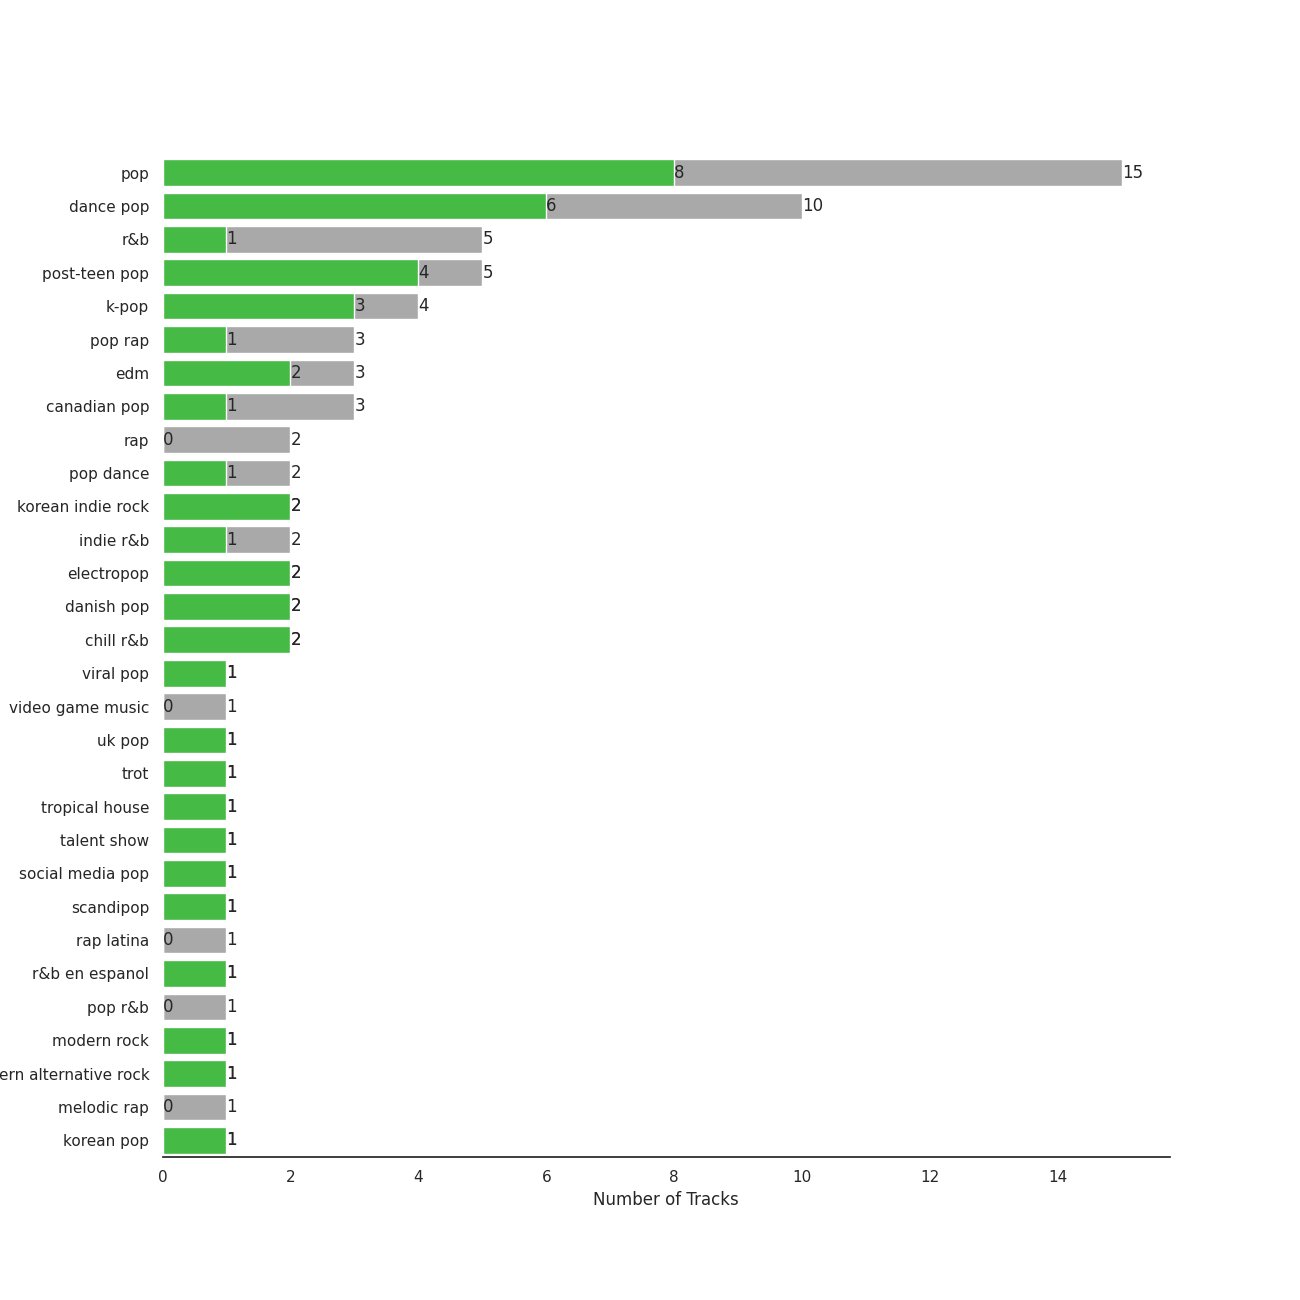 pop 8 15
dance pop 6 10
r&b 1 5
post-teen pop 4 5
k-pop 3 4
pop rap 1 3
edm 2 3
canadian pop 1 3
rap 0 2
pop dance 1 2
korean indie rock 2
indie r&b 1 2
electropop 2
danish pop 2
chill r&b 2
viral pop 1
video game music 0 1
uk pop 1
trot 1
tropical house 1
talent show 1
social media pop 1
scandipop 1
rap latina 0 1
r&b en espanol 1
pop r&b 0 1
modern rock 1
ern alternative rock 1
melodic rap 0 1
korean pop 1
0 2 4 6 8 10 12 14
Number of Tracks